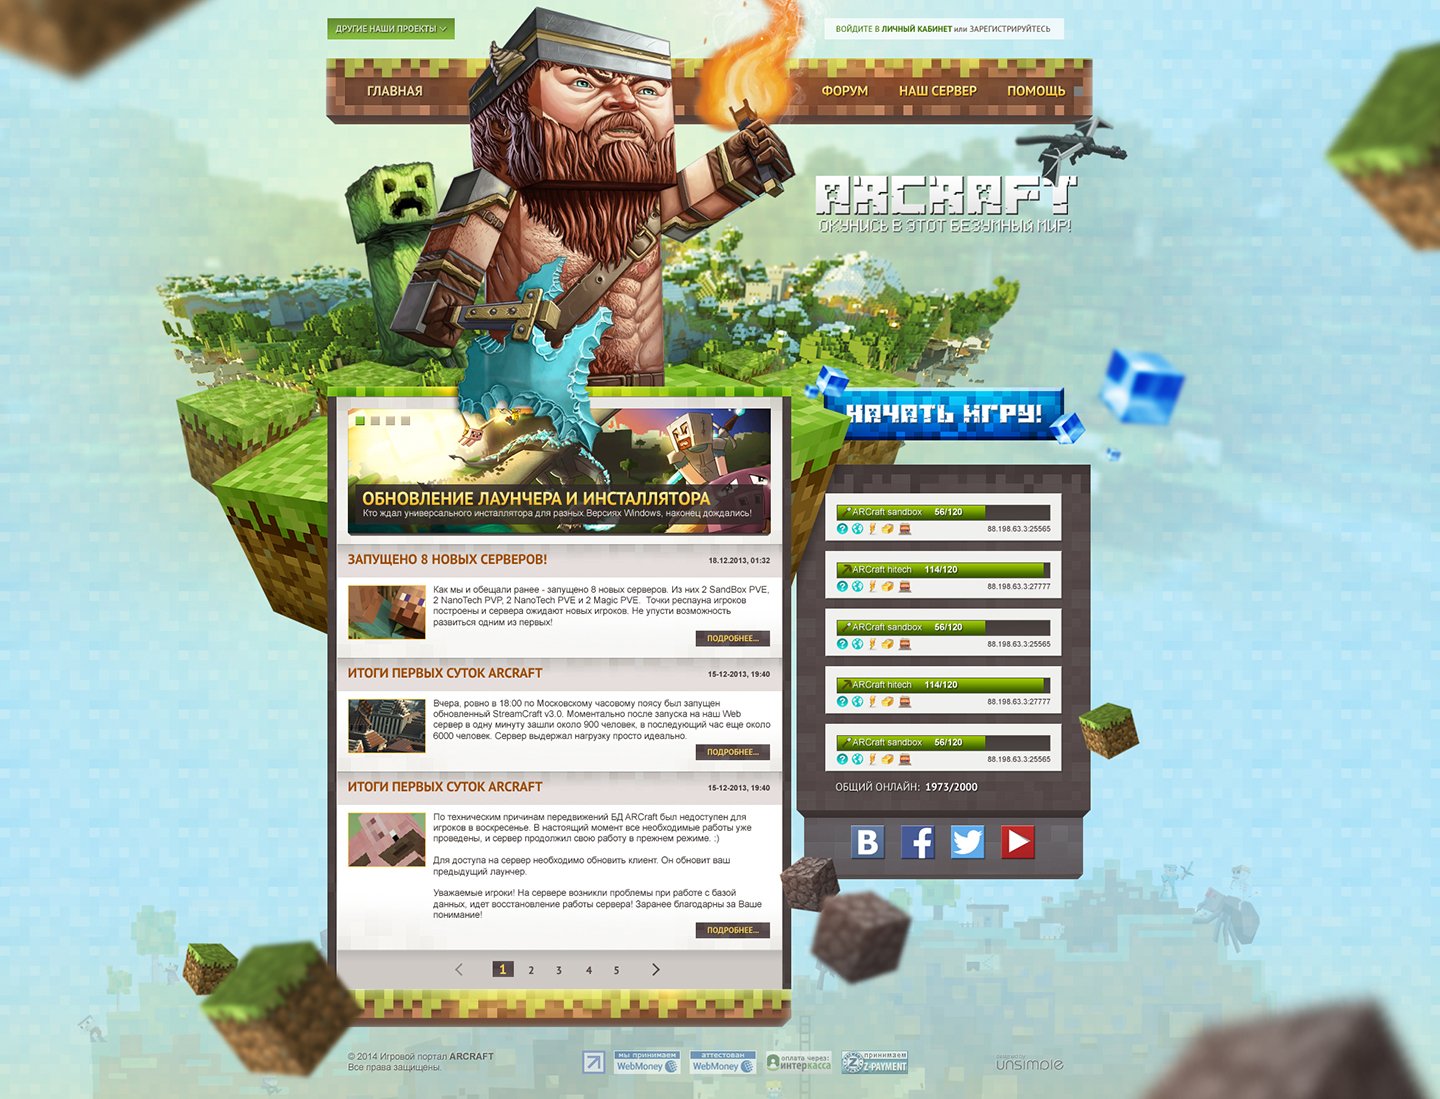 ДРУГИЕ НАШИ ПРОЕКТЫ
ВОЙДИТЕ В ЛИЧНЫЙ КАБИНЕТ или ЗАРЕГИСТРИРУЙТЕСЬ
ГЛАВНАЯ
ФОРУМ
НАШ СЕРВЕР
ПОМОЩЬ
ARCRAFT
ОКУНИСЬ В ЭТОТ БЕЗУМНЫЙ МИР!
НАЧАТЬ ИГРУ!
ОБНОВЛЕНИЕ ЛАУНЧЕРА И ИНСТАЛЛЯТОРА
Кто ждал универсального инсталлятора для разных Версиях Windows, наконец дождались!
ЗАПУЩЕНО 8 НОВЫХ СЕРВЕРОВ!
18.12.2013, 01:32
Как мы и обещали ранее - запущено 8 новых серверов. Из них 2 SandBox PVE,
2 NanoTech PVP, 2 NanoTech PVE и 2 Magic PVE. Точки респауна игроков
построены и сервера ожидают новых игроков. Не упусти возможность
развиться одним из первых!
ПОДРОБНЕЕ...
ИТОГИ ПЕРВЫХ СУТОК ARCRAFT
15-12-2013, 19:40
Вчера, ровно в 18:00 по Московскому часовому поясу был запущен
обновленный StreamCraft v3.0. Моментально после запуска на наш Web
сервер в одну минуту зашли около 900 человек, в последующий час еще около
6000 человек. Сервер выдержал нагрузку просто идеально.
ПОДРОБНЕЕ...
ИТОГИ ПЕРВЫХ СУТОК ARCRAFT
15-12-2013, 19:40
По техническим причинам передвижений БД ARCraft был недоступен для
игроков в воскресенье. В настоящий момент все необходимые работы уже
проведены, и сервер продолжил свою работу в прежнем режиме. :)
Для доступа на сервер необходимо обновить клиент. Он обновит ваш
предыдущий лаунчер.
Уважаемые игроки! На сервере возникли проблемы при работе с базой
данных, идет восстановление работы сервера! Заранее благодарны за Ваше
понимание!
ПОДРОБНЕЕ...
1 2 3 4 5
ARCraft sandbox 56/120
88.198.63.3:25565
ARCraft hitech 114/120
88.198.63.3:27777
ARCraft sandbox 56/120
88.198.63.3:25565
ARCraft hitech 114/120
88.198.63.3:27777
ARCraft sandbox 56/120
88.198.63.3:25565
ОБЩИЙ ОНЛАЙН: 1973/2000
В f
© 2014 Игровой портал ARCRAFT
Все права защищены.
мы принимаем
WebMoney
аттестован
WebMoney
оплата через:
интеркасса
принимаем
Z-PAYMENT
unsimple